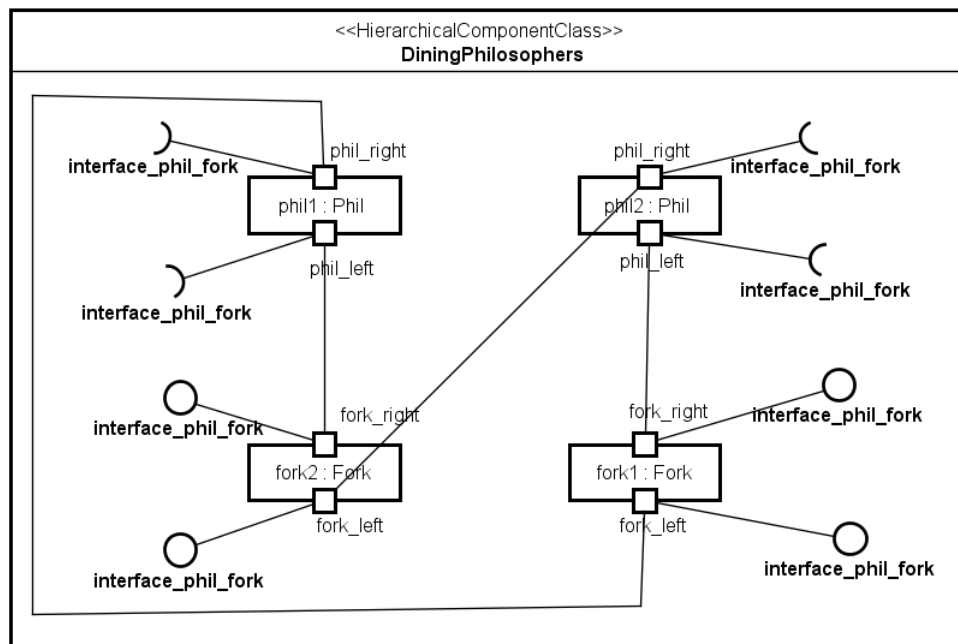 <<HierarchicalComponentClass>>
DiningPhilosophers
phil_right
phil_right
interface_phil_fork
interface_phil_fork
phil1 : Phil
phil2 : Phil
phil_left
phil_left
interface_phil_fork
interface_phil_fork
fork_right
fork_right
interface_phil_fork
interface_phil_fork
fork2 : Fork
fork1 : Fork
fork_left
fork_left
interface_phil_fork
interface_phil_fork